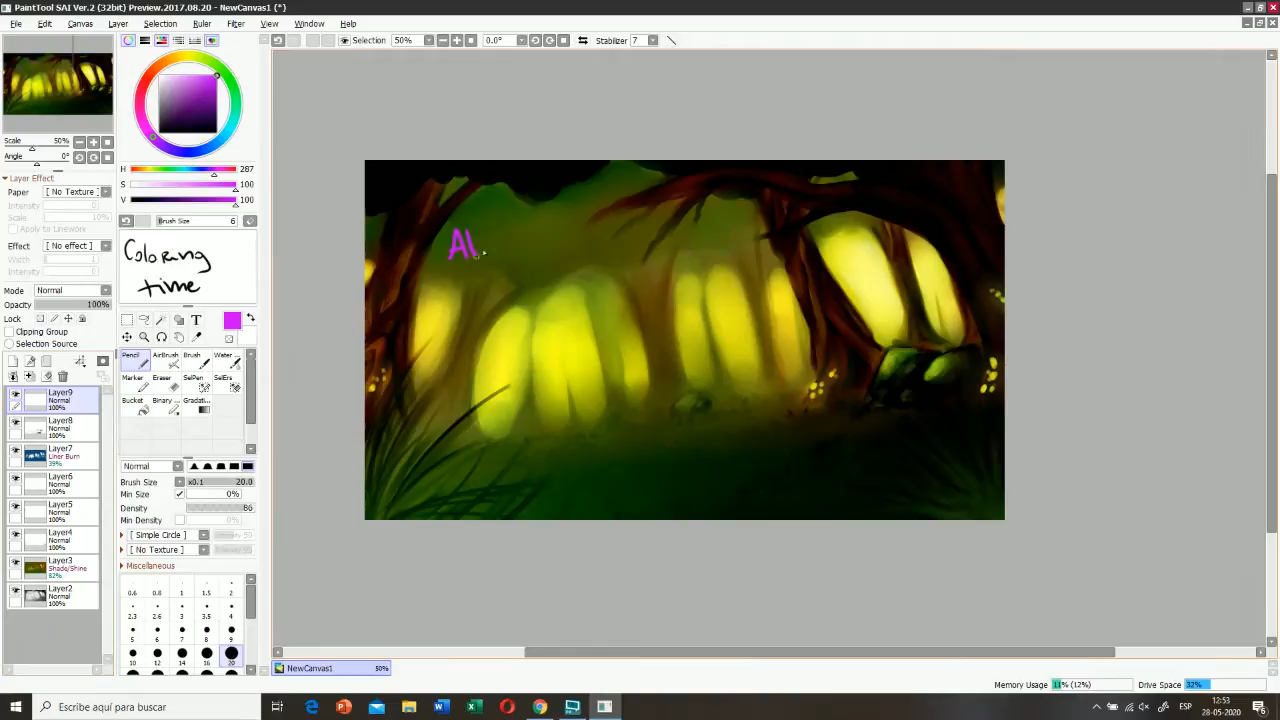 PaintTool SAI Ver.2 (32bit) Preview.2017.08.20 - NewCanvas1 (*)
File Edit Canvas Layer Selection Ruler Filter View Window Help
Selection 50% 0.0° Stabilizer 7
Scale 50%
Angle 0°
Layer Effect
Paper [ No Texture ]
Intensity
Scale 10%
Apply to Linework
Effect [ No effect ]
Width 1
Intensity
Mode Normal
Opacity 100%
Lock
Clipping Group
Selection Source
Layer9
Normal
100%
Layer8
Normal
100%
Layer7
Liner Burn
39%
Layer6
Normal
100%
Layer5
Normal
100%
Layer4
Normal
100%
Layer3
Shade/Shine
82%
Layer2
Normal
100%
H 287
S 100
V 100
Brush Size 6
Coloring
time
T
Pencil AirBrush Brush Water ...
Marker Eraser SelPen SelErs
Bucket Binary ... Gradati...
Normal
Brush Size x0.1 20.0
Min Size 0%
Density 86
Min Density 0%
[ Simple Circle ] Intensity 50
[ No Texture ]
Miscellaneous
0.6 0.8 1 1.5 2
2.3 2.6 3 3.5 4
5 6 7 8 9
10 12 14 16 20
Al
NewCanvas1 50%
Memory Usage 11% (12%) Drive Space 32%
Escribe aquí para buscar
ESP 12:53
28-05-2020
6